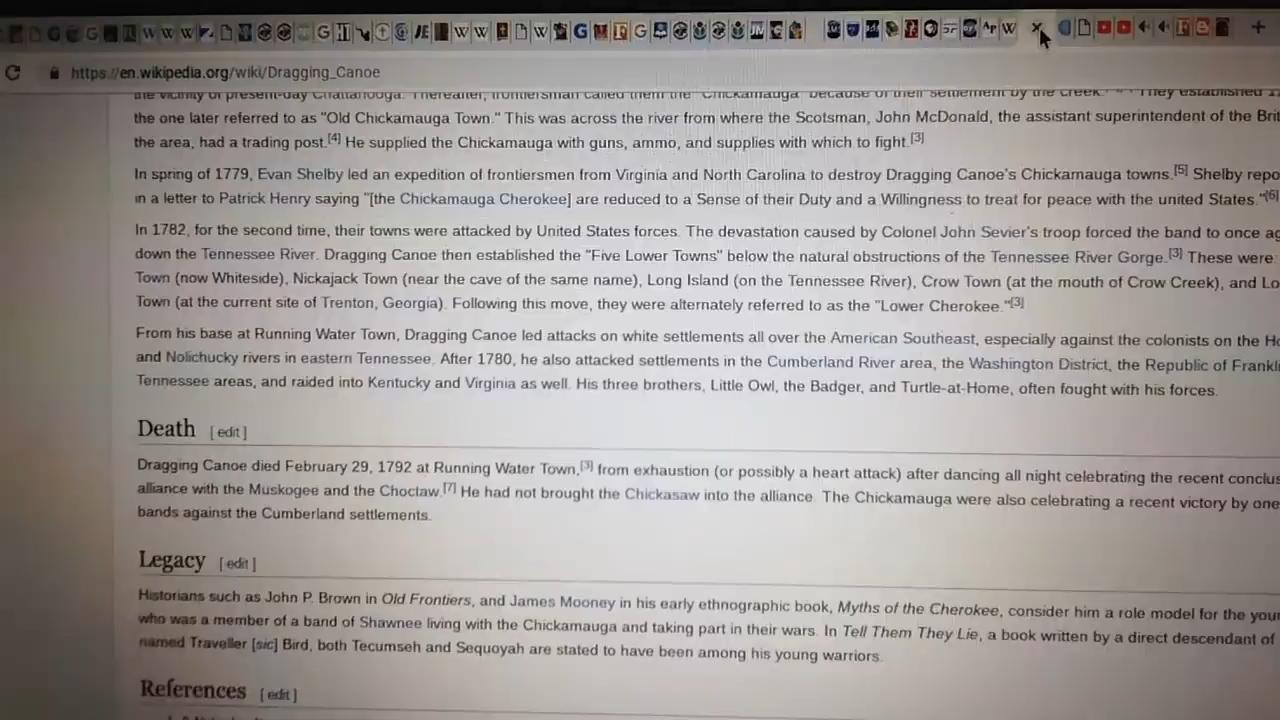 https://en.wikipedia.org/wiki/Dragging_Canoe
the vicinity of present-day Chattanooga. Thereafter, frontiersman called them the "Chickamauga" because of their settlement by the creek. They established
the one later referred to as "Old Chickamauga Town." This was across the river from where the Scotsman, John McDonald, the assistant superintendent of the
the area, had a trading post.[4] He supplied the Chickamauga with guns, ammo, and supplies with which to fight.[3]
In spring of 1779, Evan Shelby led an expedition of frontiersmen from Virginia and North Carolina to destroy Dragging Canoe's Chickamauga towns.[5] Shelby
in a letter to Patrick Henry saying "[the Chickamauga Cherokee] are reduced to a Sense of their Duty and a Willingness to treat for peace with the united States."[6]
In 1782, for the second time, their towns were attacked by United States forces. The devastation caused by Colonel John Sevier's troop forced the band to once
down the Tennessee River. Dragging Canoe then established the "Five Lower Towns" below the natural obstructions of the Tennessee River Gorge.[3] These were
Town (now Whiteside), Nickajack Town (near the cave of the same name), Long Island (on the Tennessee River), Crow Town (at the mouth of Crow Creek), and
Town (at the current site of Trenton, Georgia). Following this move, they were alternately referred to as the "Lower Cherokee."[3]
From his base at Running Water Town, Dragging Canoe led attacks on white settlements all over the American Southeast, especially against the colonists on the
and Nolichucky rivers in eastern Tennessee. After 1780, he also attacked settlements in the Cumberland River area, the Washington District, the Republic of
Tennessee areas, and raided into Kentucky and Virginia as well. His three brothers, Little Owl, the Badger, and Turtle-at-Home, often fought with his forces.
Death [ edit ]
Dragging Canoe died February 29, 1792 at Running Water Town,[3] from exhaustion (or possibly a heart attack) after dancing all night celebrating the recent
alliance with the Muskogee and the Choctaw.[7] He had not brought the Chickasaw into the alliance. The Chickamauga were also celebrating a recent victory by one
bands against the Cumberland settlements.
Legacy [ edit ]
Historians such as John P. Brown in Old Frontiers, and James Mooney in his early ethnographic book, Myths of the Cherokee, consider him a role model for the
who was a member of a band of Shawnee living with the Chickamauga and taking part in their wars. In Tell Them They Lie, a book written by a direct descendant of
named Traveller [sic] Bird, both Tecumseh and Sequoyah are stated to have been among his young warriors.
References [ edit ]